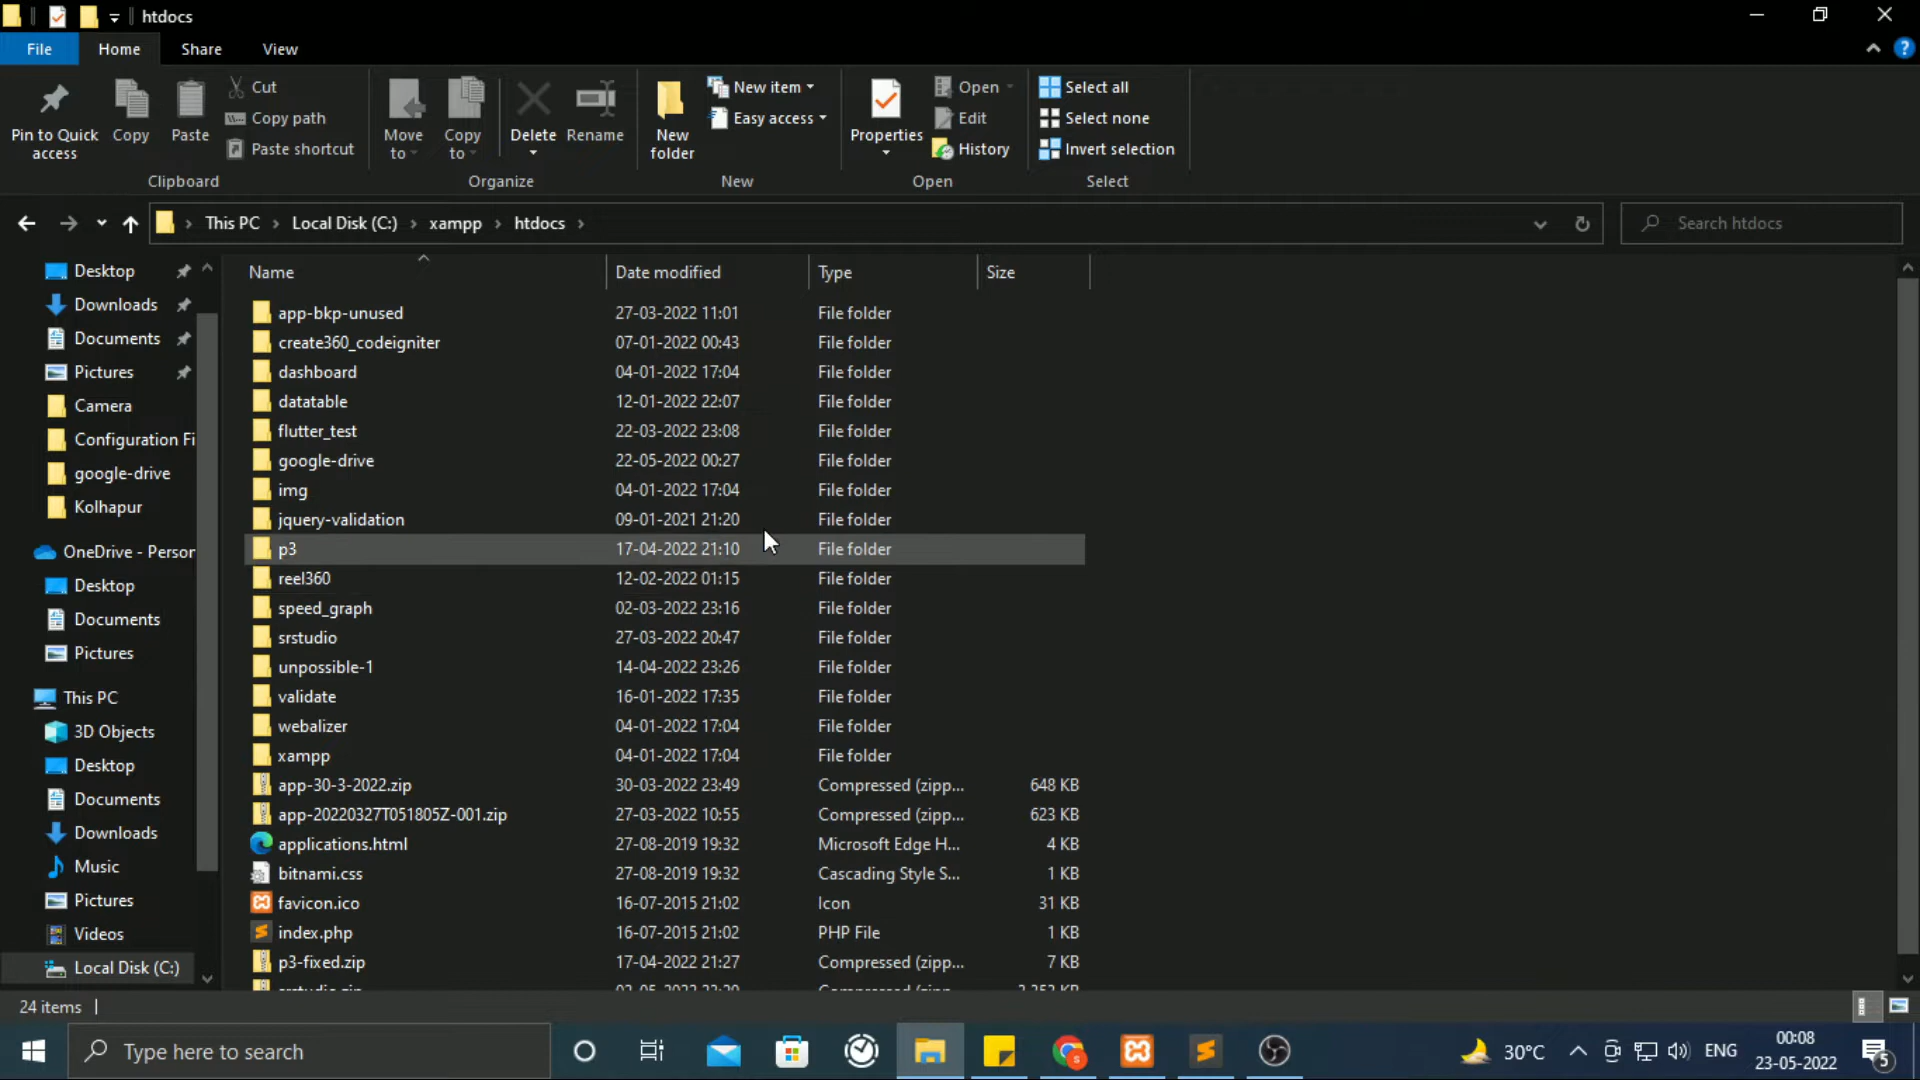 htdocs
File Home Share View
Pin to Quick access
Copy
Paste
Cut
Copy path
Paste shortcut
Move to
Copy to
Delete
Rename
New folder
New item
Easy access
Properties
Open
Edit
History
Select all
Select none
Invert selection
Clipboard Organize New Open Select
This PC › Local Disk (C:) › xampp › htdocs ›
Search htdocs
Desktop
Downloads
Documents
Pictures
Camera
Configuration Fi
google-drive
Kolhapur
OneDrive - Person
Desktop
Documents
Pictures
This PC
3D Objects
Desktop
Documents
Downloads
Music
Pictures
Videos
Local Disk (C:)
Name Date modified Type Size
app-bkp-unused 27-03-2022 11:01 File folder
create360_codeigniter 07-01-2022 00:43 File folder
dashboard 04-01-2022 17:04 File folder
datatable 12-01-2022 22:07 File folder
flutter_test 22-03-2022 23:08 File folder
google-drive 22-05-2022 00:27 File folder
img 04-01-2022 17:04 File folder
jquery-validation 09-01-2021 21:20 File folder
p3 17-04-2022 21:10 File folder
reel360 12-02-2022 01:15 File folder
speed_graph 02-03-2022 23:16 File folder
srstudio 27-03-2022 20:47 File folder
unpossible-1 14-04-2022 23:26 File folder
validate 16-01-2022 17:35 File folder
webalizer 04-01-2022 17:04 File folder
xampp 04-01-2022 17:04 File folder
app-30-3-2022.zip 30-03-2022 23:49 Compressed (zipp... 648 KB
app-20220327T051805Z-001.zip 27-03-2022 10:55 Compressed (zipp... 623 KB
applications.html 27-08-2019 19:32 Microsoft Edge H... 4 KB
bitnami.css 27-08-2019 19:32 Cascading Style S... 1 KB
favicon.ico 16-07-2015 21:02 Icon 31 KB
index.php 16-07-2015 21:02 PHP File 1 KB
p3-fixed.zip 17-04-2022 21:27 Compressed (zipp... 7 KB
24 items
Type here to search
30°C
ENG
00:08
23-05-2022
5